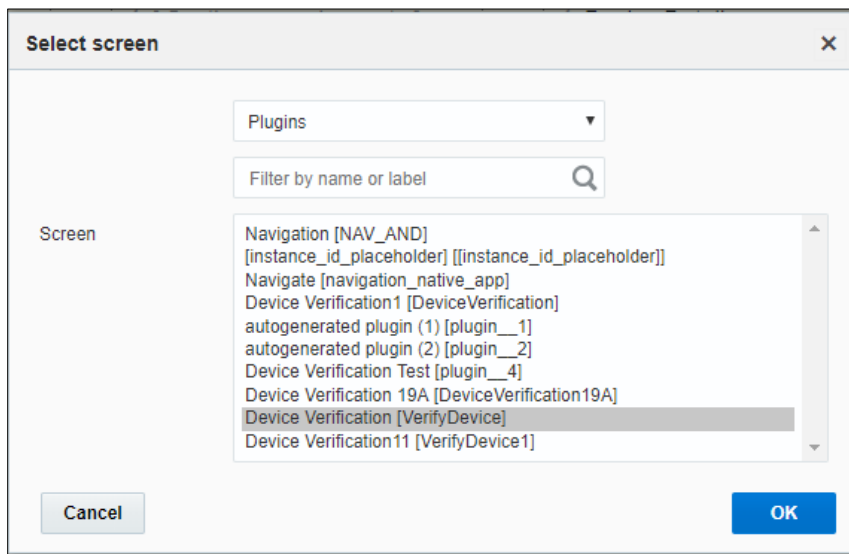 Select screen
Plugins
Filter by name or label
Screen
Navigation [NAV_AND]
[instance_id_placeholder] [[instance_id_placeholder]]
Navigate [navigation_native_app]
Device Verification1 [DeviceVerification]
autogenerated plugin (1) [plugin__1]
autogenerated plugin (2) [plugin__2]
Device Verification Test [plugin__4]
Device Verification 19A [DeviceVerification19A]
Device Verification [VerifyDevice]
Device Verification11 [VerifyDevice1]
Cancel
OK